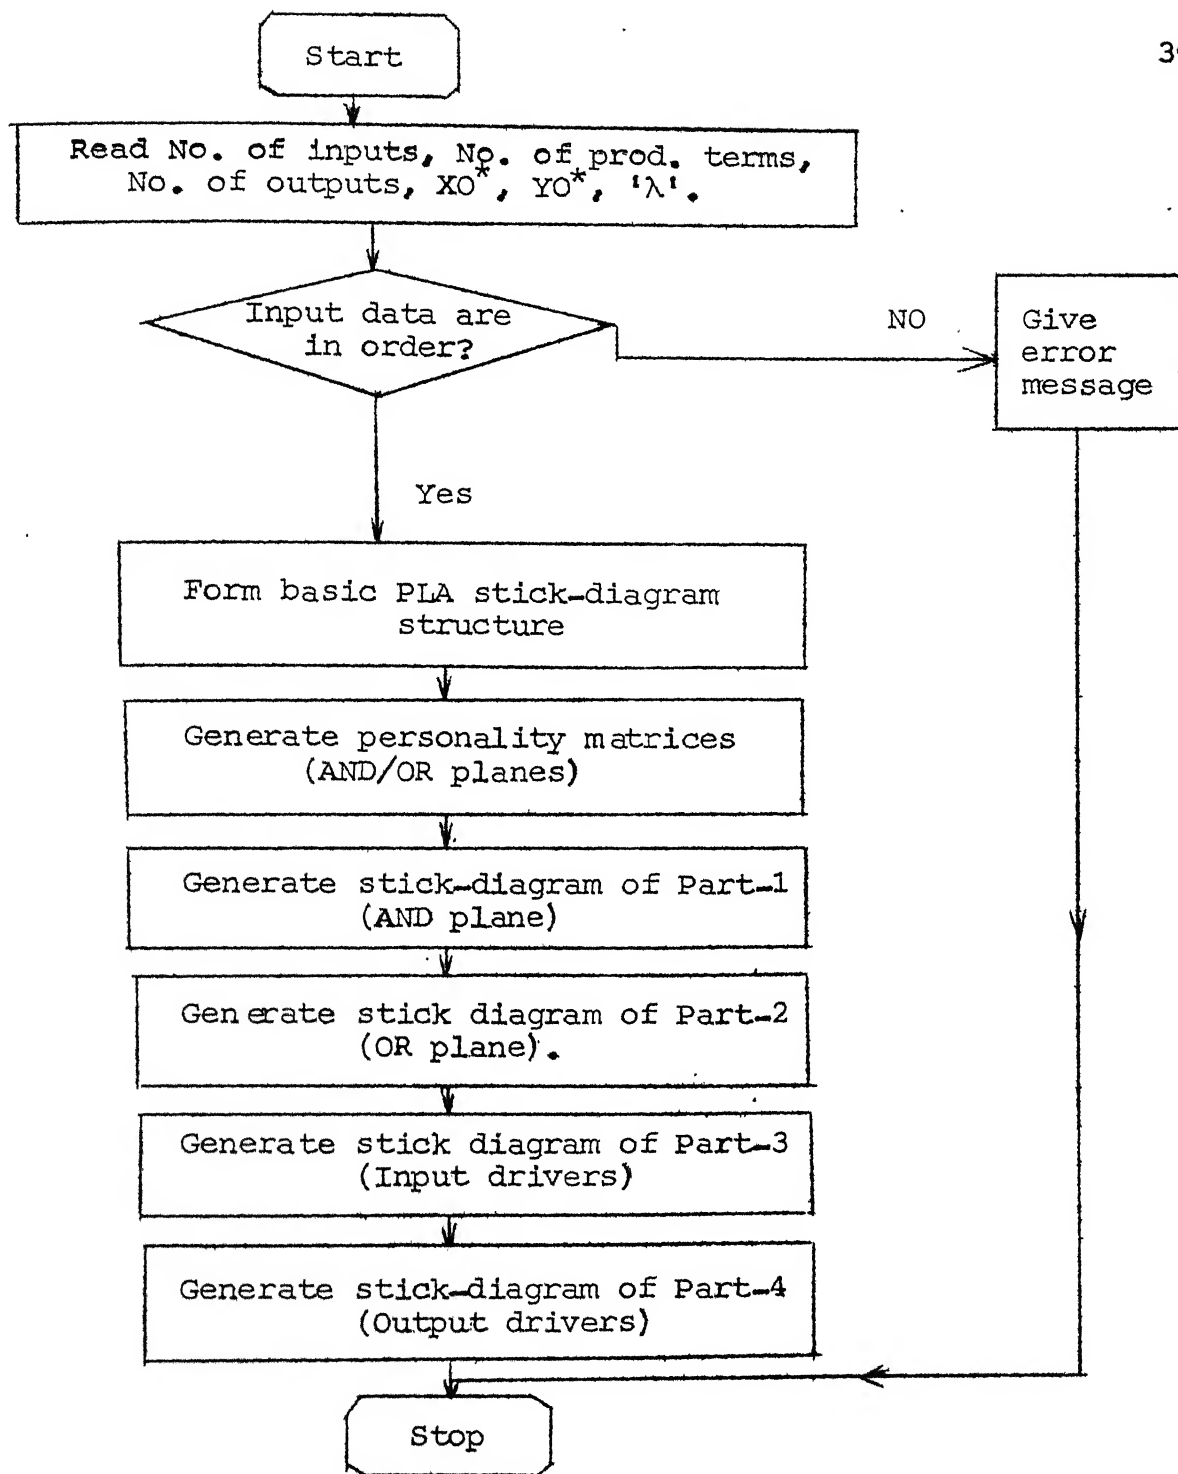 Start
Read No. of inputs, No. of prod. terms,
No. of outputs, XO*, YO*, 'λ'.
Input data are
in order?
NO
Give
error
message
Yes
Form basic PLA stick-diagram
structure
Generate personality matrices
(AND/OR planes)
Generate stick-diagram of Part-1
(AND plane)
Generate stick diagram of Part-2
(OR plane).
Generate stick diagram of Part-3
(Input drivers)
Generate stick-diagram of Part-4
(Output drivers)
Stop